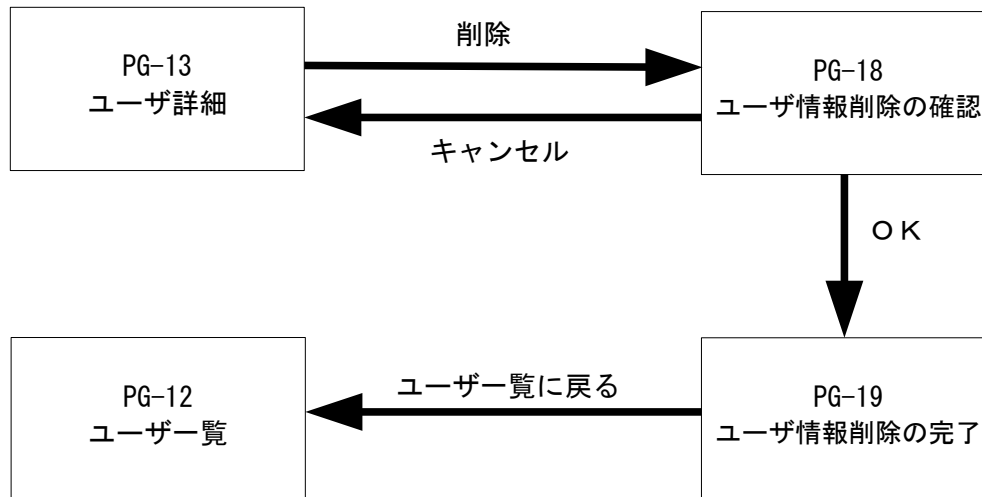 削除
PG-13
ユーザ詳細
PG-18
ユーザ情報削除の確認
キャンセル
ＯＫ
ユーザ一覧に戻る
PG-12
ユーザ一覧
PG-19
ユーザ情報削除の完了